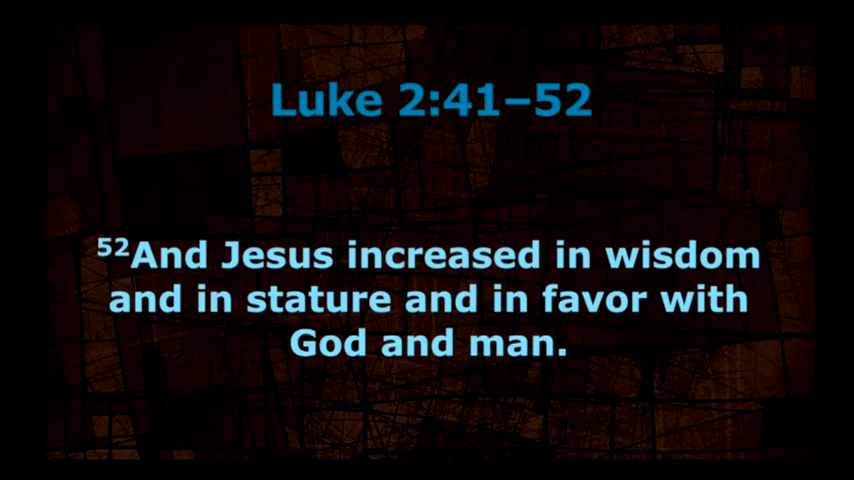 Luke 2:41–52
52And Jesus increased in wisdom
and in stature and in favor with
God and man.